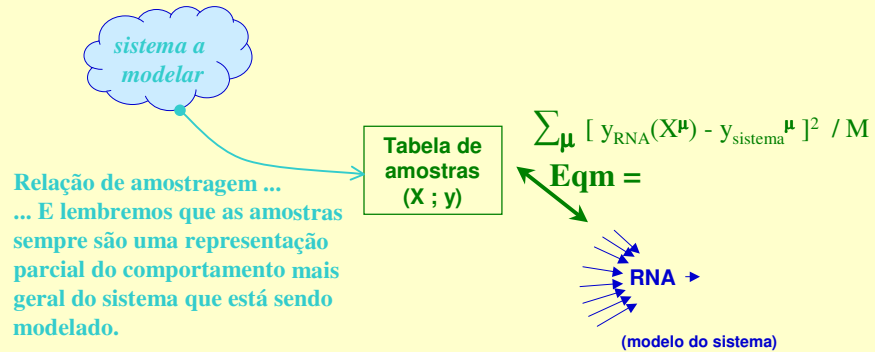 sistema a
modelar
∑μ [ yRNA(Xμ) - ysistemaμ ]2 / M
Eqm =
Tabela de
amostras
(X ; y)
Relação de amostragem ...
... E lembremos que as amostras
sempre são uma representação
parcial do comportamento mais
geral do sistema que está sendo
modelado.
RNA
(modelo do sistema)